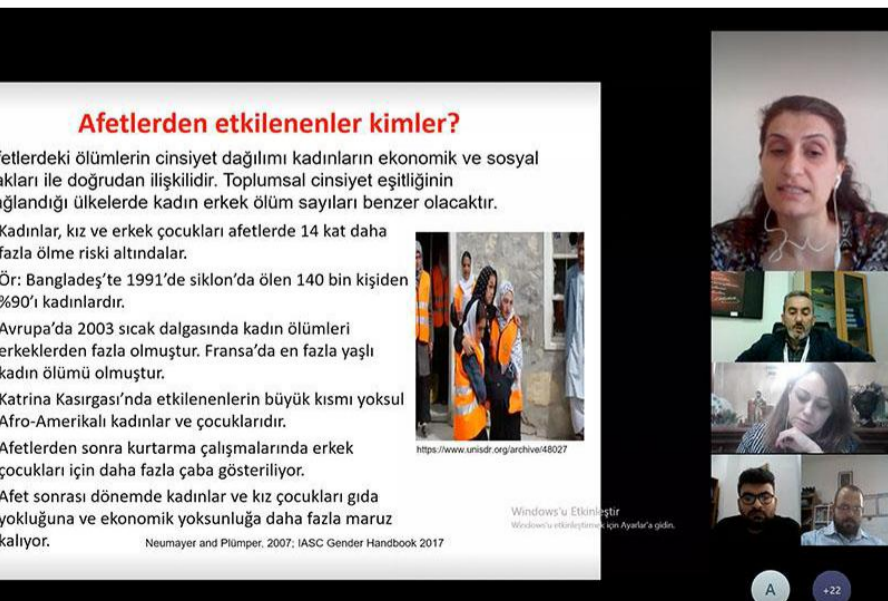 Afetlerden etkilenenler kimler?
fetlerdeki ölümlerin cinsiyet dağılımı kadınların ekonomik ve sosyal
akları ile doğrudan ilişkilidir. Toplumsal cinsiyet eşitliğinin
ğlandığı ülkelerde kadın erkek ölüm sayıları benzer olacaktır.
Kadınlar, kız ve erkek çocukları afetlerde 14 kat daha
fazla ölme riski altındalar.
Ör: Bangladeş'te 1991'de siklon'da ölen 140 bin kişiden
%90'ı kadınlardır.
Avrupa'da 2003 sıcak dalgasında kadın ölümleri
erkeklerden fazla olmuştur. Fransa'da en fazla yaşlı
kadın ölümü olmuştur.
Katrina Kasırgası'nda etkilenenlerin büyük kısmı yoksul
Afro-Amerikalı kadınlar ve çocuklarıdır.
Afetlerden sonra kurtarma çalışmalarında erkek
çocukları için daha fazla çaba gösteriliyor.
Afet sonrası dönemde kadınlar ve kız çocukları gıda
yokluğuna ve ekonomik yoksunluğa daha fazla maruz
kalıyor.
https://www.unisdr.org/archive/48027
Neumayer and Plümper, 2007; IASC Gender Handbook 2017
Windows'u Etkinleştir
Windows'u etkinleştirmek için Ayarlar'a gidin.
A
+22